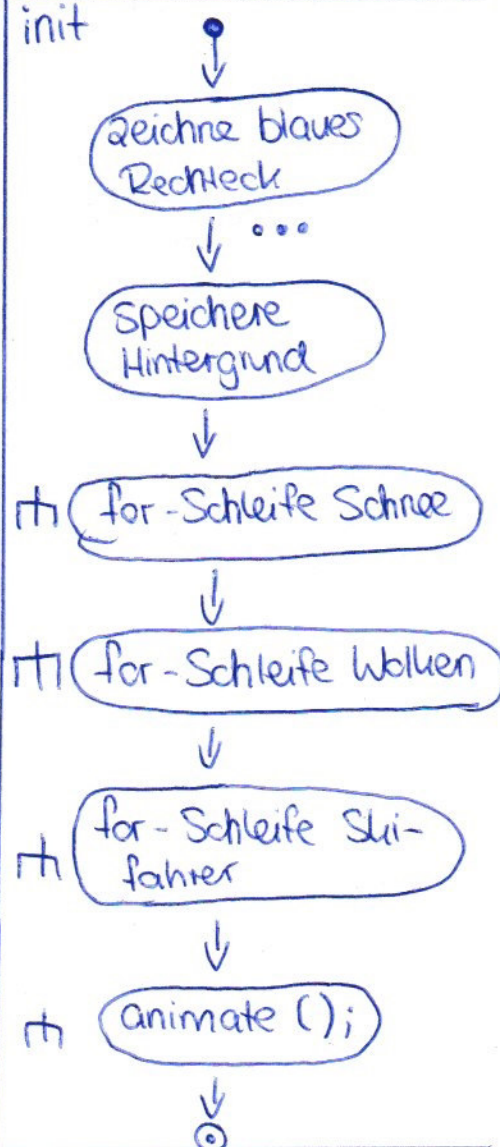 init
zeichne blaues
Rechteck
...
speichere
Hintergrund
for-Schleife Schnee
for-Schleife Wolken
for-Schleife Ski-
fahrer
animate ();